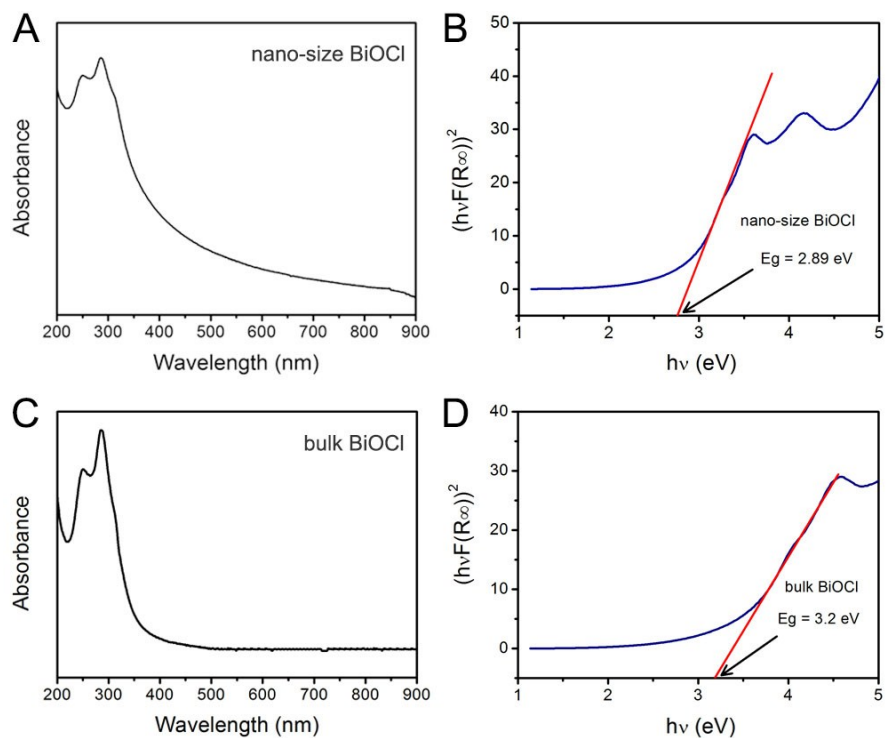 A
nano-size BiOCl
Absorbance
200 300 400 500 600 700 800 900
Wavelength (nm)
B
50
40
30
20
10
0
(hνF(R∞))²
nano-size BiOCl
Eg = 2.89 eV
1 2 3 4 5
hν (eV)
C
bulk BiOCl
Absorbance
200 300 400 500 600 700 800 900
Wavelength (nm)
D
40
30
20
10
0
(hνF(R∞))²
bulk BiOCl
Eg = 3.2 eV
1 2 3 4 5
hν (eV)